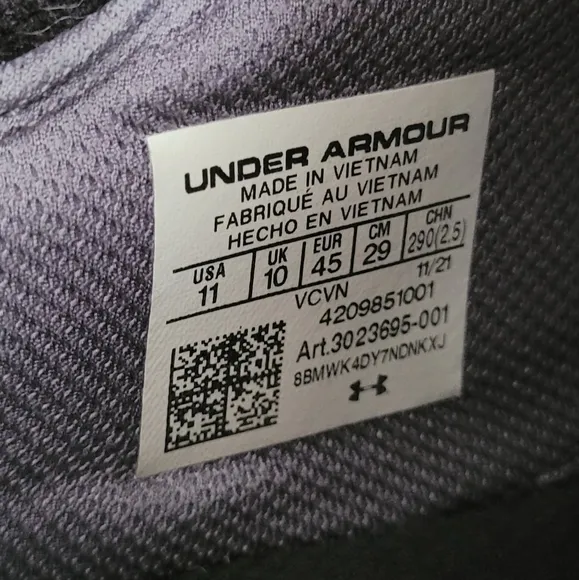 UNDER ARMOUR
MADE IN VIETNAM
FABRIQUÉ AU VIETNAM
HECHO EN VIETNAM
USA UK EUR CM CHN
11 10 45 29 290(2.5)
VCVN 11/21
4209851001
Art.3023695-001
8BMWK4DY7NDNKXJ